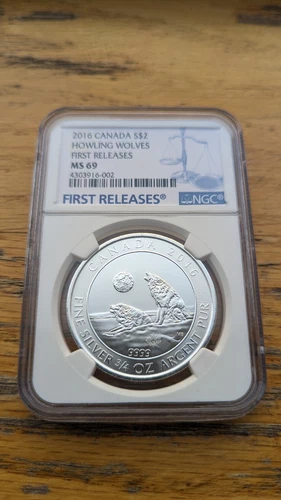 2016 CANADA S$2
HOWLING WOLVES
FIRST RELEASES
MS 69
4303916-002
FIRST RELEASES®
NGC®
CANADA 2016
9999
FINE SILVER 3/4 OZ ARGENT PUR